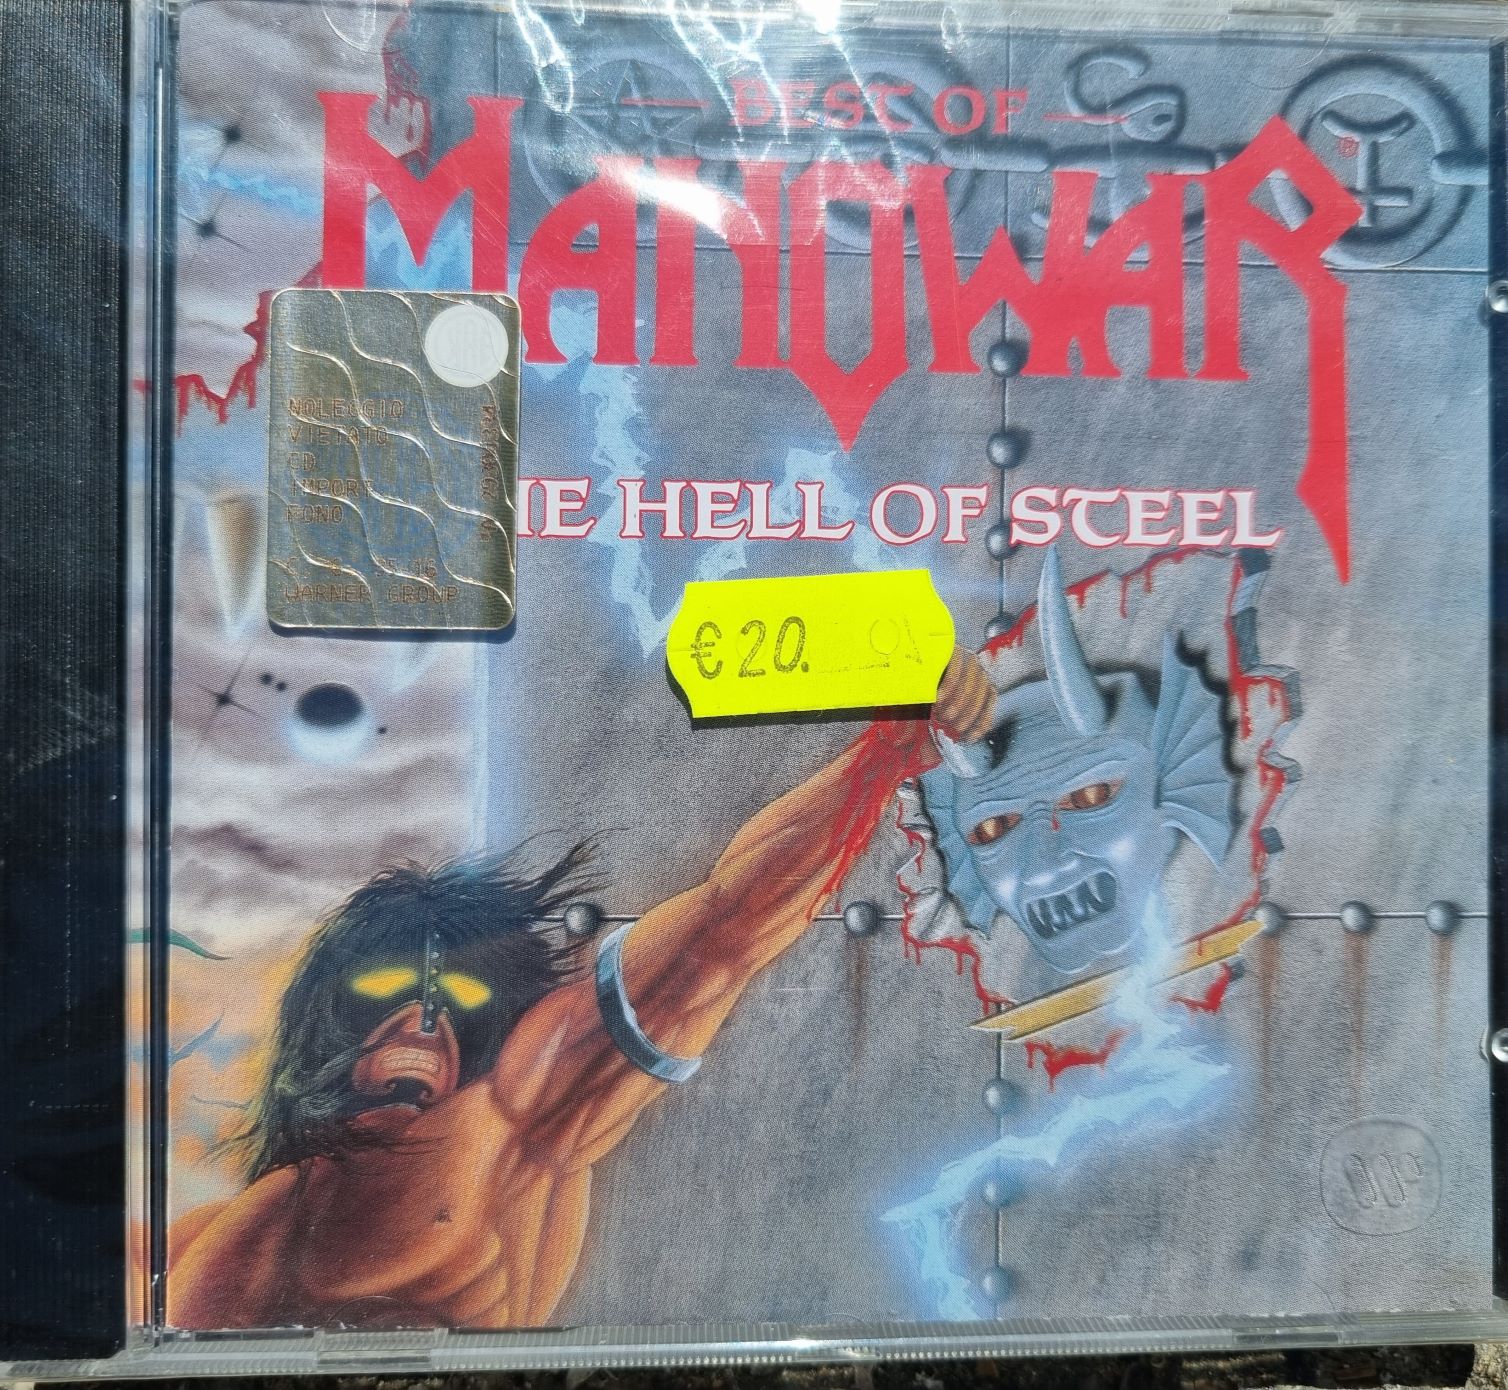 BEST OF
MANOWAR
®
HE HELL OF STEEL
NOLEGGIO
VIETATO
CD
IMPORT
FONO
WARNER GROUP
€20.